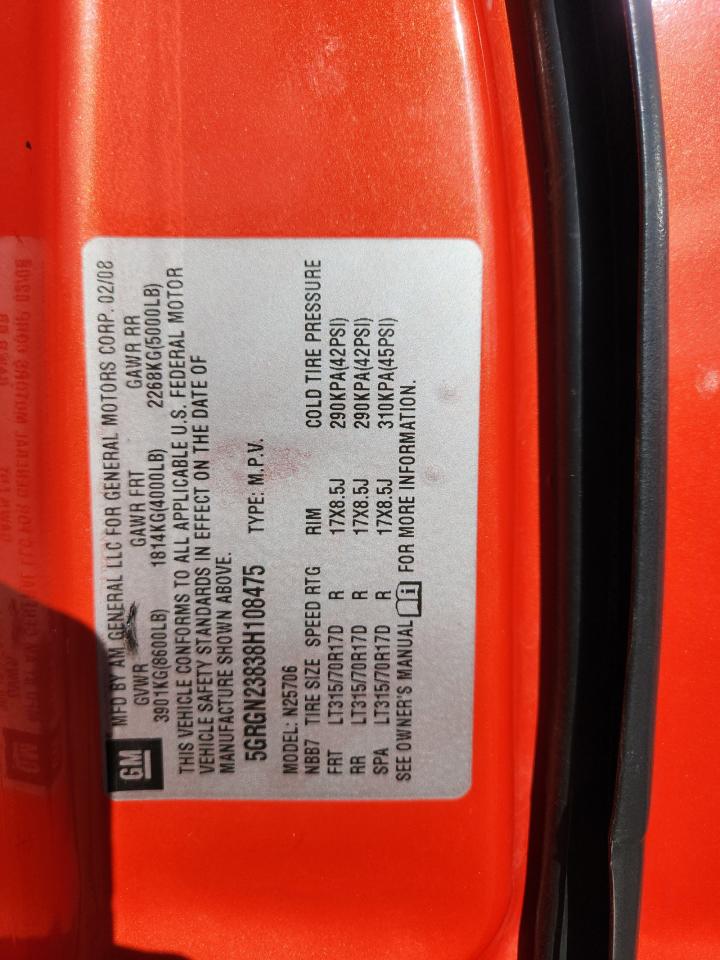 GM
MFD BY AM GENERAL LLC FOR GENERAL MOTORS CORP. 02/08
GVWR GAWR FRT GAWR RR
3901KG(8600LB) 1814KG(4000LB) 2268KG(5000LB)
THIS VEHICLE CONFORMS TO ALL APPLICABLE U.S. FEDERAL MOTOR
VEHICLE SAFETY STANDARDS IN EFFECT ON THE DATE OF
MANUFACTURE SHOWN ABOVE.
5GRGN23838H108475 TYPE: M.P.V.
MODEL: N25706
NBB7 TIRE SIZE SPEED RTG RIM COLD TIRE PRESSURE
FRT LT315/70R17D R 17X8.5J 290KPA(42PSI)
RR LT315/70R17D R 17X8.5J 290KPA(42PSI)
SPA LT315/70R17D R 17X8.5J 310KPA(45PSI)
SEE OWNER'S MANUAL FOR MORE INFORMATION.